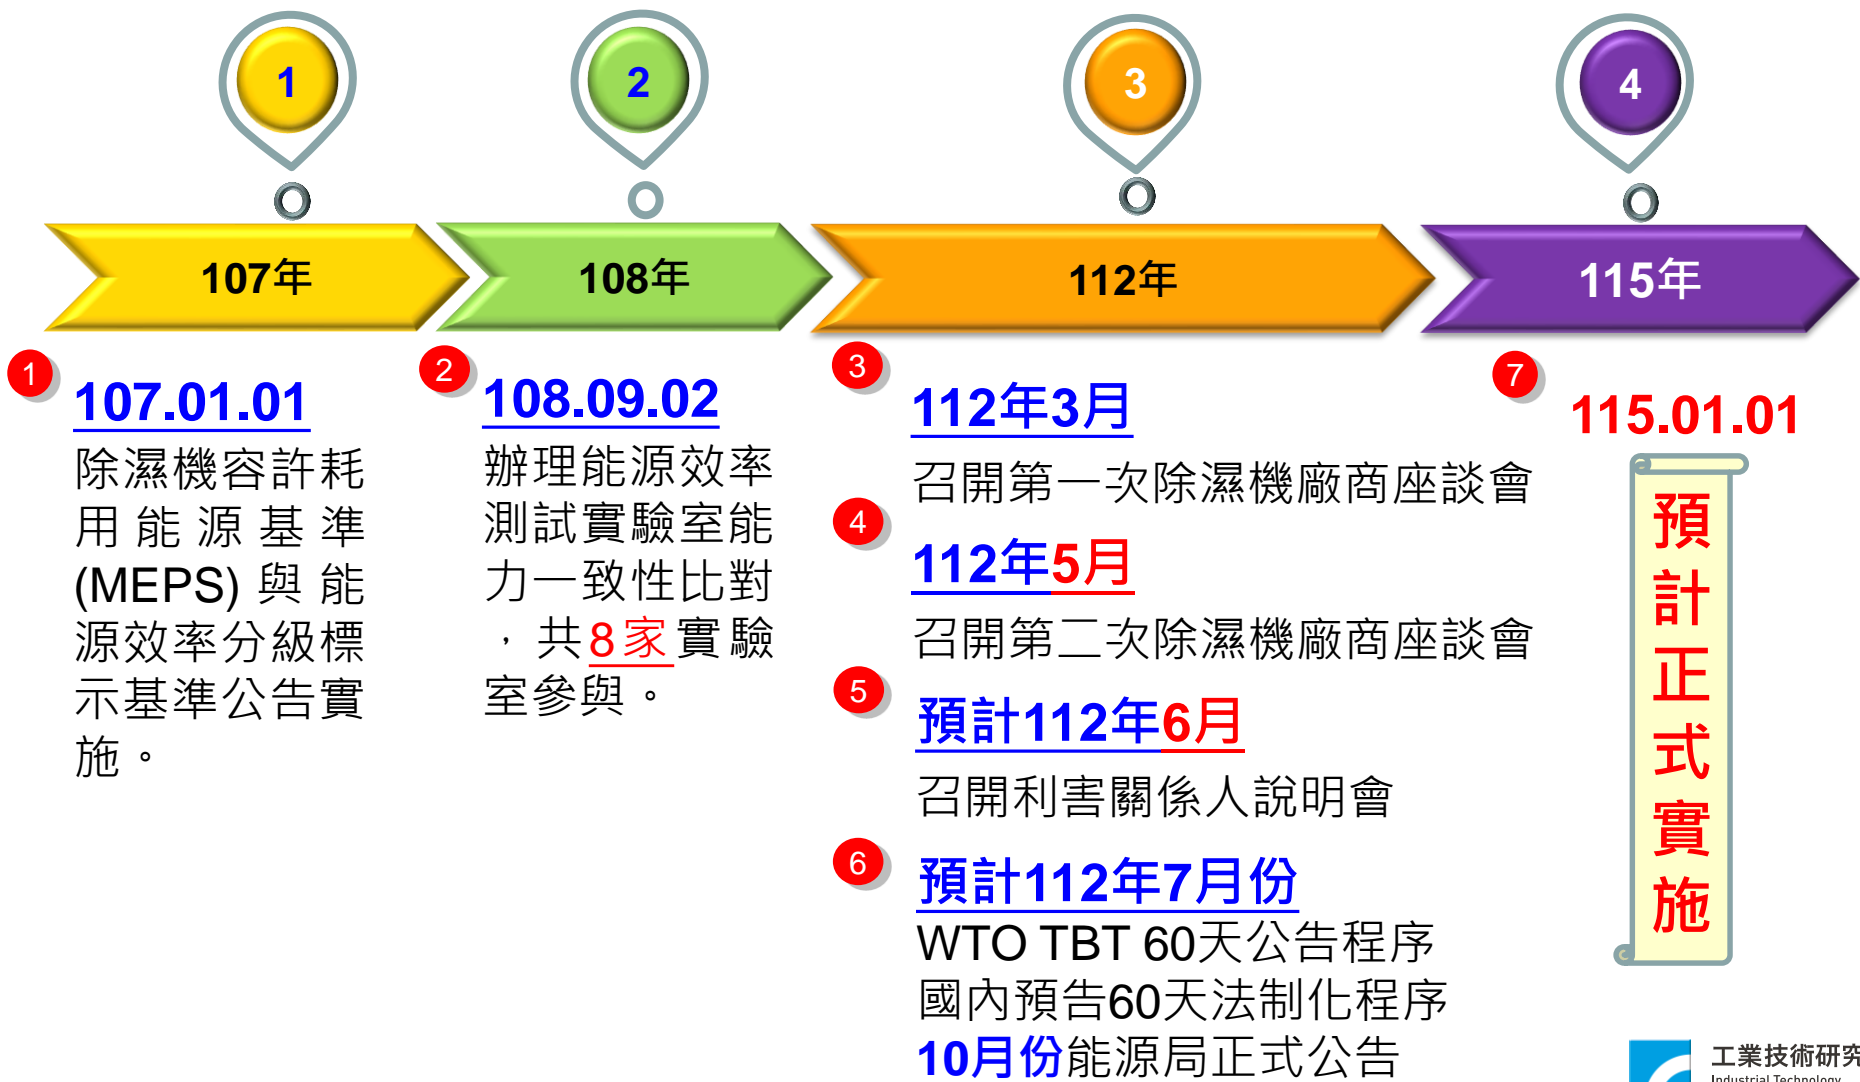 1
2
3
4
107年
108年
112年
115年
1
107.01.01
除濕機容許耗
用能源基準
(MEPS)與能
源效率分級標
示基準公告實
施。
2
108.09.02
辦理能源效率
測試實驗室能
力一致性比對
，共8家實驗
室參與。
3
112年3月
召開第一次除濕機廠商座談會
4
112年5月
召開第二次除濕機廠商座談會
5
預計112年6月
召開利害關係人說明會
6
預計112年7月份
WTO TBT 60天公告程序
國內預告60天法制化程序
10月份能源局正式公告
7
115.01.01
預計正式實施
工業技術研究
Industrial Technology